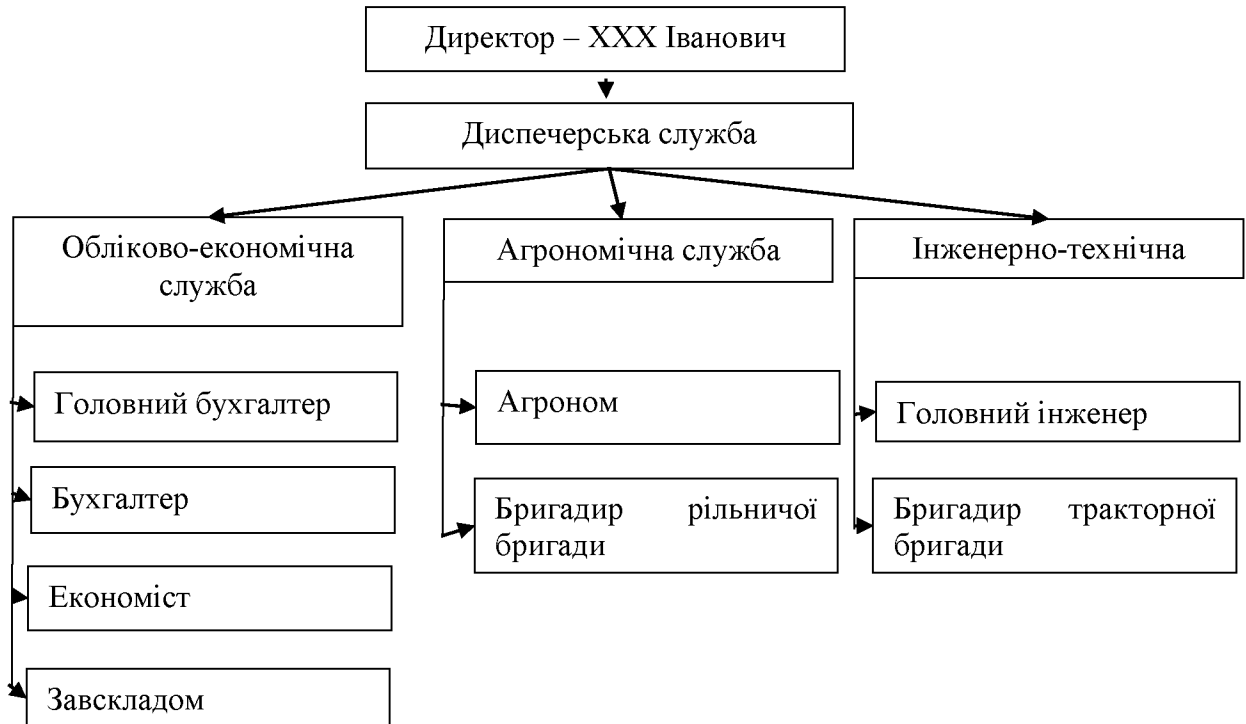 Директор – ХХХ Іванович
Диспечерська служба
Обліково-економічна
служба
Агрономічна служба
Інженерно-технічна
Головний бухгалтер
Агроном
Головний інженер
Бухгалтер
Бригадир рільничої
бригади
Бригадир тракторної
бригади
Економіст
Завскладом